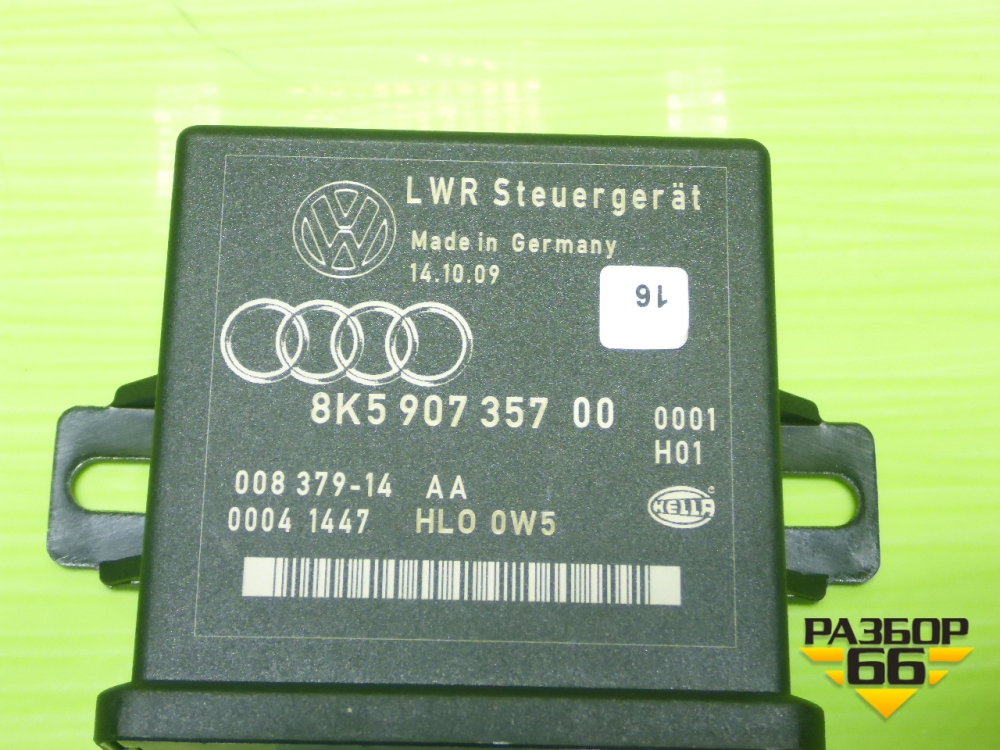 LWR Steuergerät
Made in Germany
14.10.09
16
8K5 907 357 00 0001
H01
008 379-14 AA
0004 1447 HLO 0W5
HELLA
РАЗБОР
66